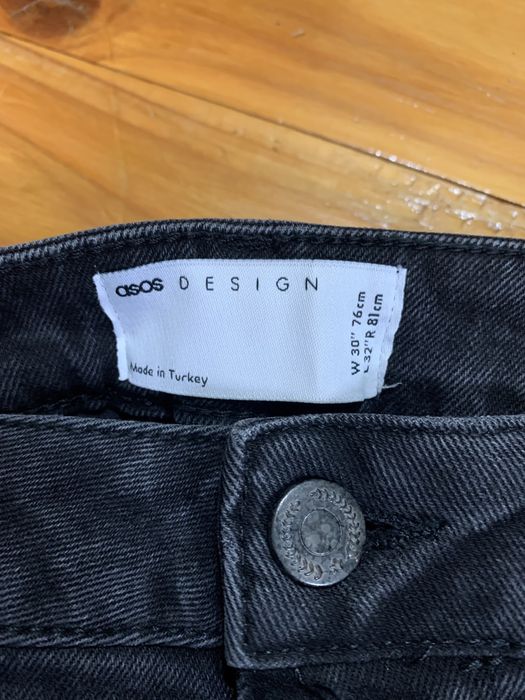 asos DESIGN
Made in Turkey
W 30" 76cm
L 32"R 81cm